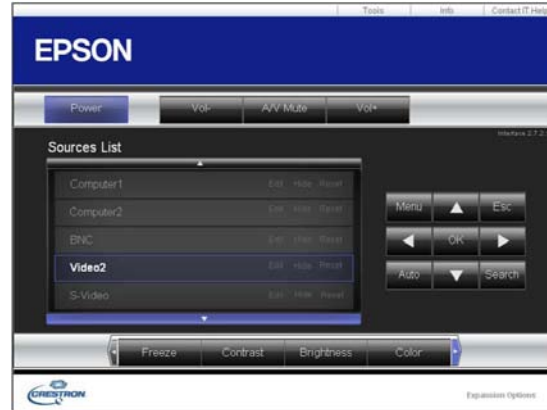 Tools Info Contact IT Help
EPSON
Power Vol- A/V Mute Vol+
Interface 2.7.2
Sources List
Computer1 Edit Hide Reset
Computer2 Edit Hide Reset
BNC Edit Hide Reset
Video2 Edit Hide Reset
S-Video Edit Hide Reset
Menu Esc
OK
Auto Search
Freeze Contrast Brightness Color
CRESTRON
Expansion Options